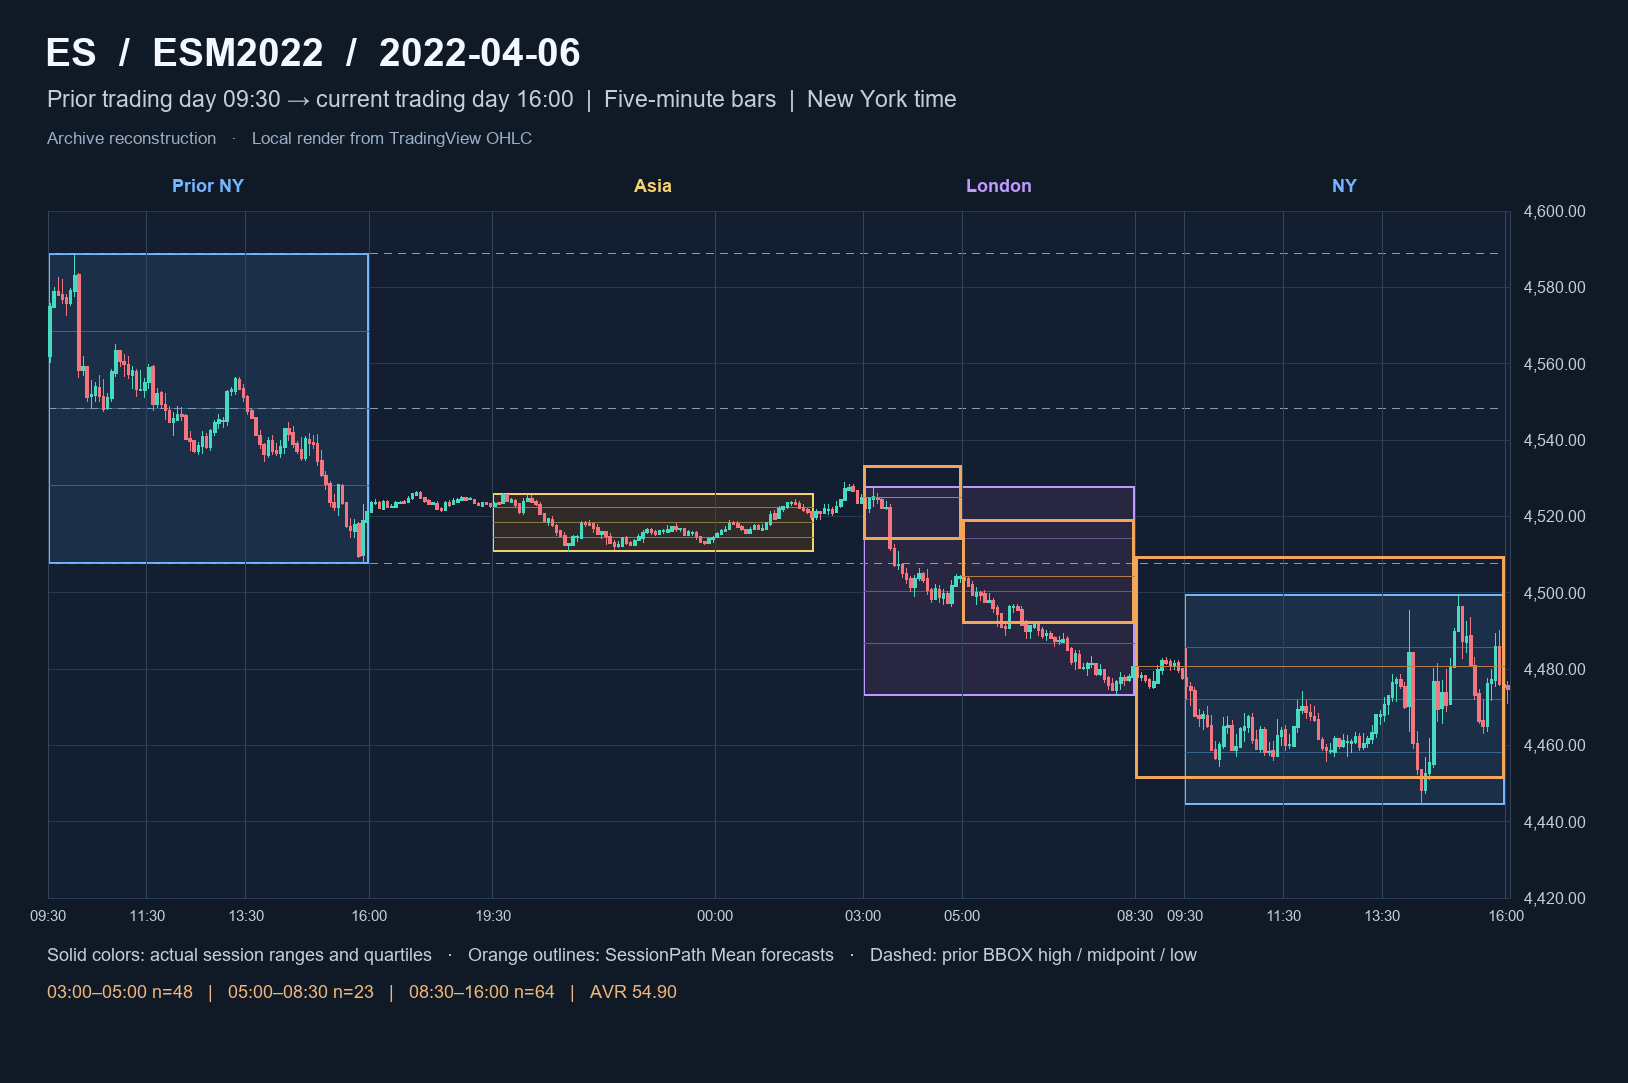 ES / ESM2022 / 2022-04-06
Prior trading day 09:30 → current trading day 16:00 | Five-minute bars | New York time
Archive reconstruction · Local render from TradingView OHLC
Prior NY Asia London NY
4,600.00
4,580.00
4,560.00
4,540.00
4,520.00
4,500.00
4,480.00
4,460.00
4,440.00
4,420.00
09:30 11:30 13:30 16:00 19:30 00:00 03:00 05:00 08:30 09:30 11:30 13:30 16:00
Solid colors: actual session ranges and quartiles · Orange outlines: SessionPath Mean forecasts · Dashed: prior BBOX high / midpoint / low
03:00–05:00 n=48 | 05:00–08:30 n=23 | 08:30–16:00 n=64 | AVR 54.90